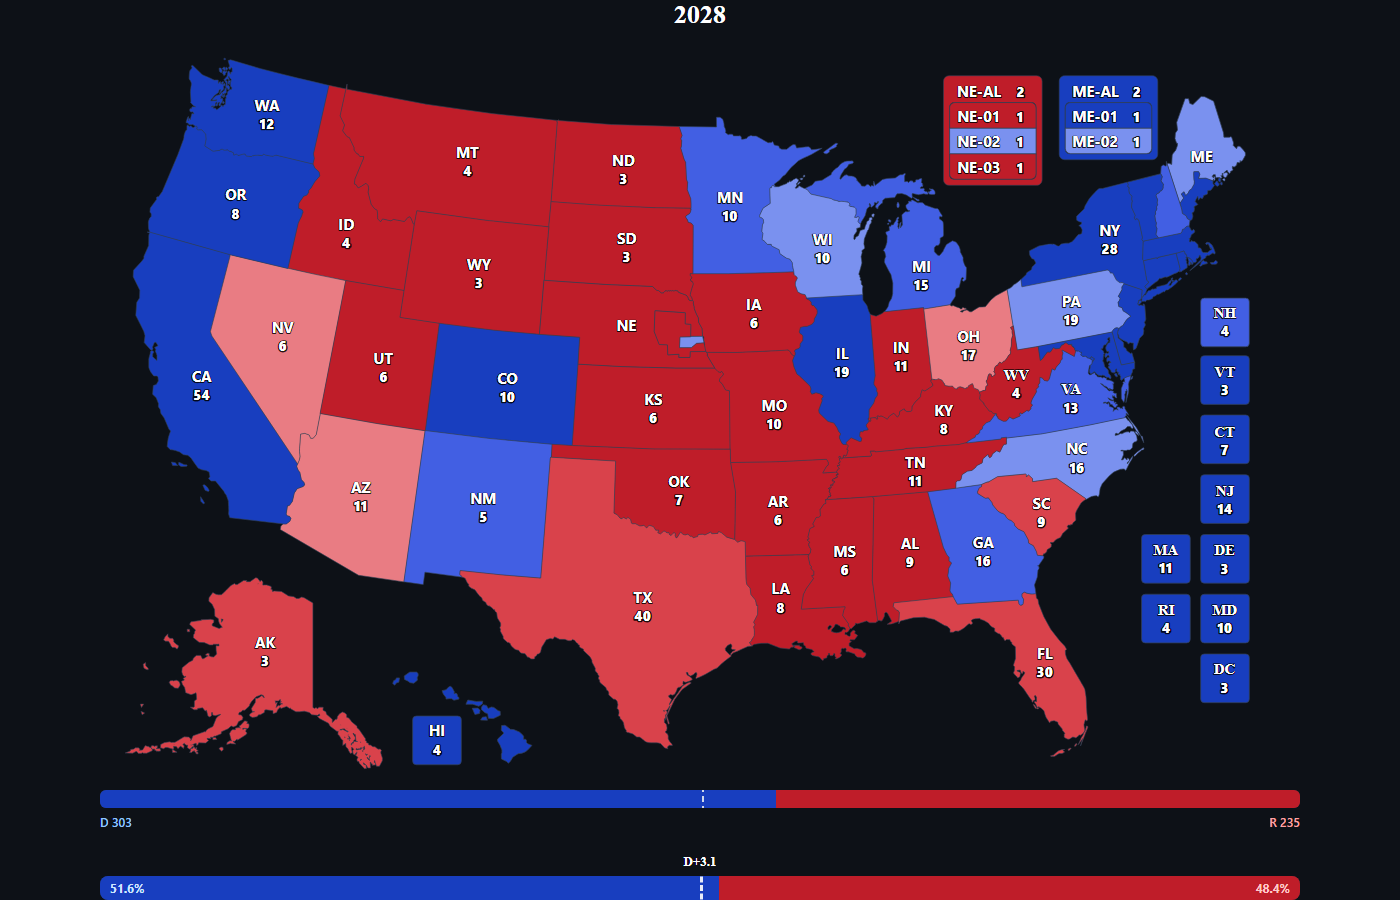 2028
WA
12
OR
8
CA
54
NV
6
ID
4
MT
4
WY
3
UT
6
AZ
11
CO
10
NM
5
ND
3
SD
3
NE
KS
6
OK
7
TX
40
MN
10
IA
6
MO
10
AR
6
LA
8
WI
10
IL
19
MI
15
IN
11
OH
17
KY
8
TN
11
MS
6
AL
9
GA
16
FL
30
SC
9
NC
16
VA
13
WV
4
PA
19
NY
28
ME
AK
3
HI
4
NE-AL 2
NE-01 1
NE-02 1
NE-03 1
ME-AL 2
ME-01 1
ME-02 1
NH
4
VT
3
CT
7
NJ
14
MA
11
DE
3
RI
4
MD
10
DC
3
D 303
R 235
D+3.1
51.6%
48.4%